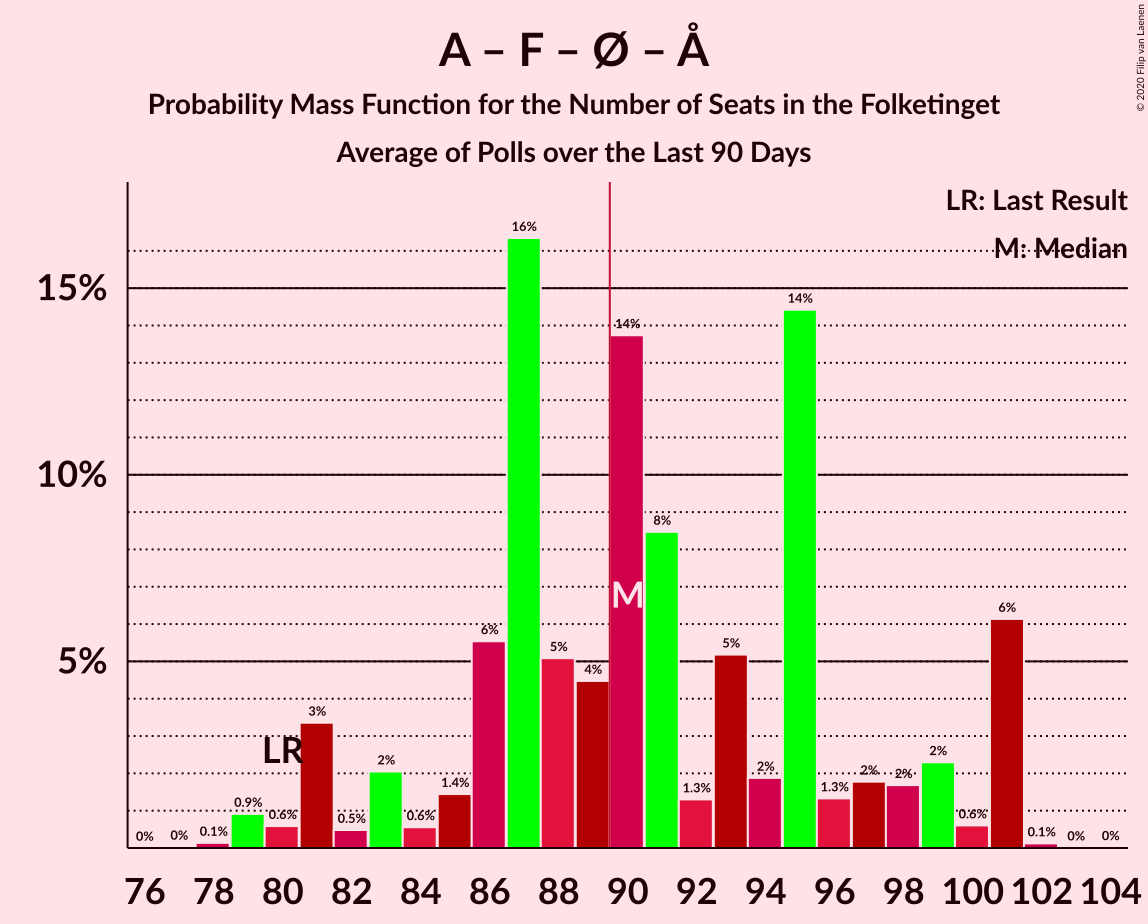 A – F – Ø – Å
Probability Mass Function for the Number of Seats in the Folketinget
Average of Polls over the Last 90 Days
© 2020 Filip van Laenen
LR: Last Result
M: Median
15%
10%
5%
0% 0% 0.1% 0.9% 0.6% 3% 0.5% 2% 0.6% 1.4% 6% 16% 5% 4% 14% 8% 1.3% 5% 2% 14% 1.3% 2% 2% 2% 0.6% 6% 0.1% 0% 0%
LR
M
76 78 80 82 84 86 88 90 92 94 96 98 100 102 104